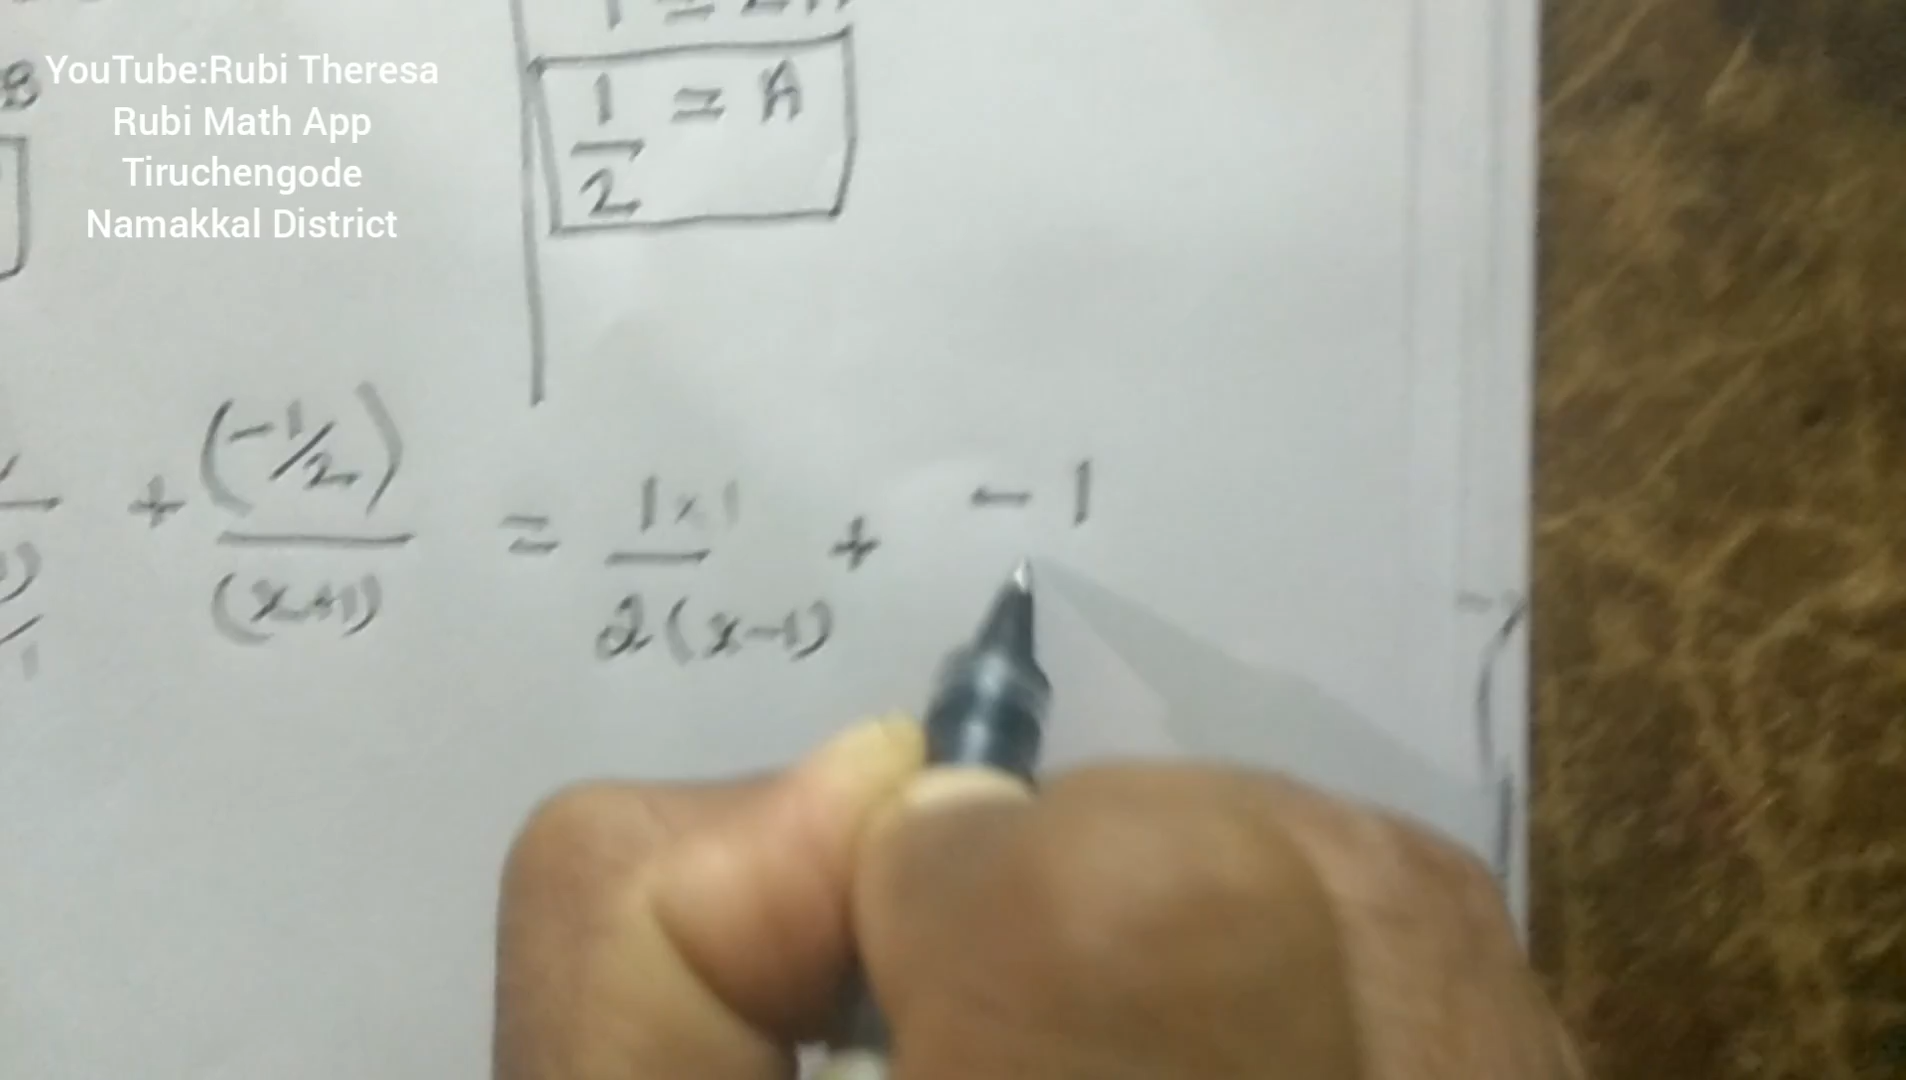 YouTube:Rubi Theresa
Rubi Math App
Tiruchengode
Namakkal District
B
1/2 = A
+ (-1/2)/(x+1) = 1×1/2(x-1) + -1